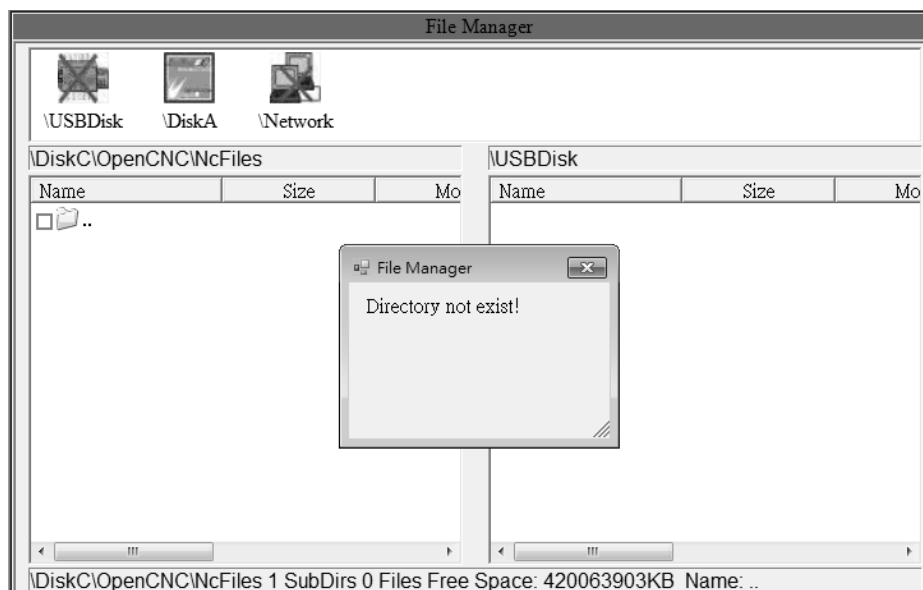 File Manager
\USBDisk \DiskA \Network
\DiskC\OpenCNC\NcFiles \USBDisk
Name Size Mo Name Size Mo
..
File Manager
Directory not exist!
\DiskC\OpenCNC\NcFiles 1 SubDirs 0 Files Free Space: 420063903KB Name: ..